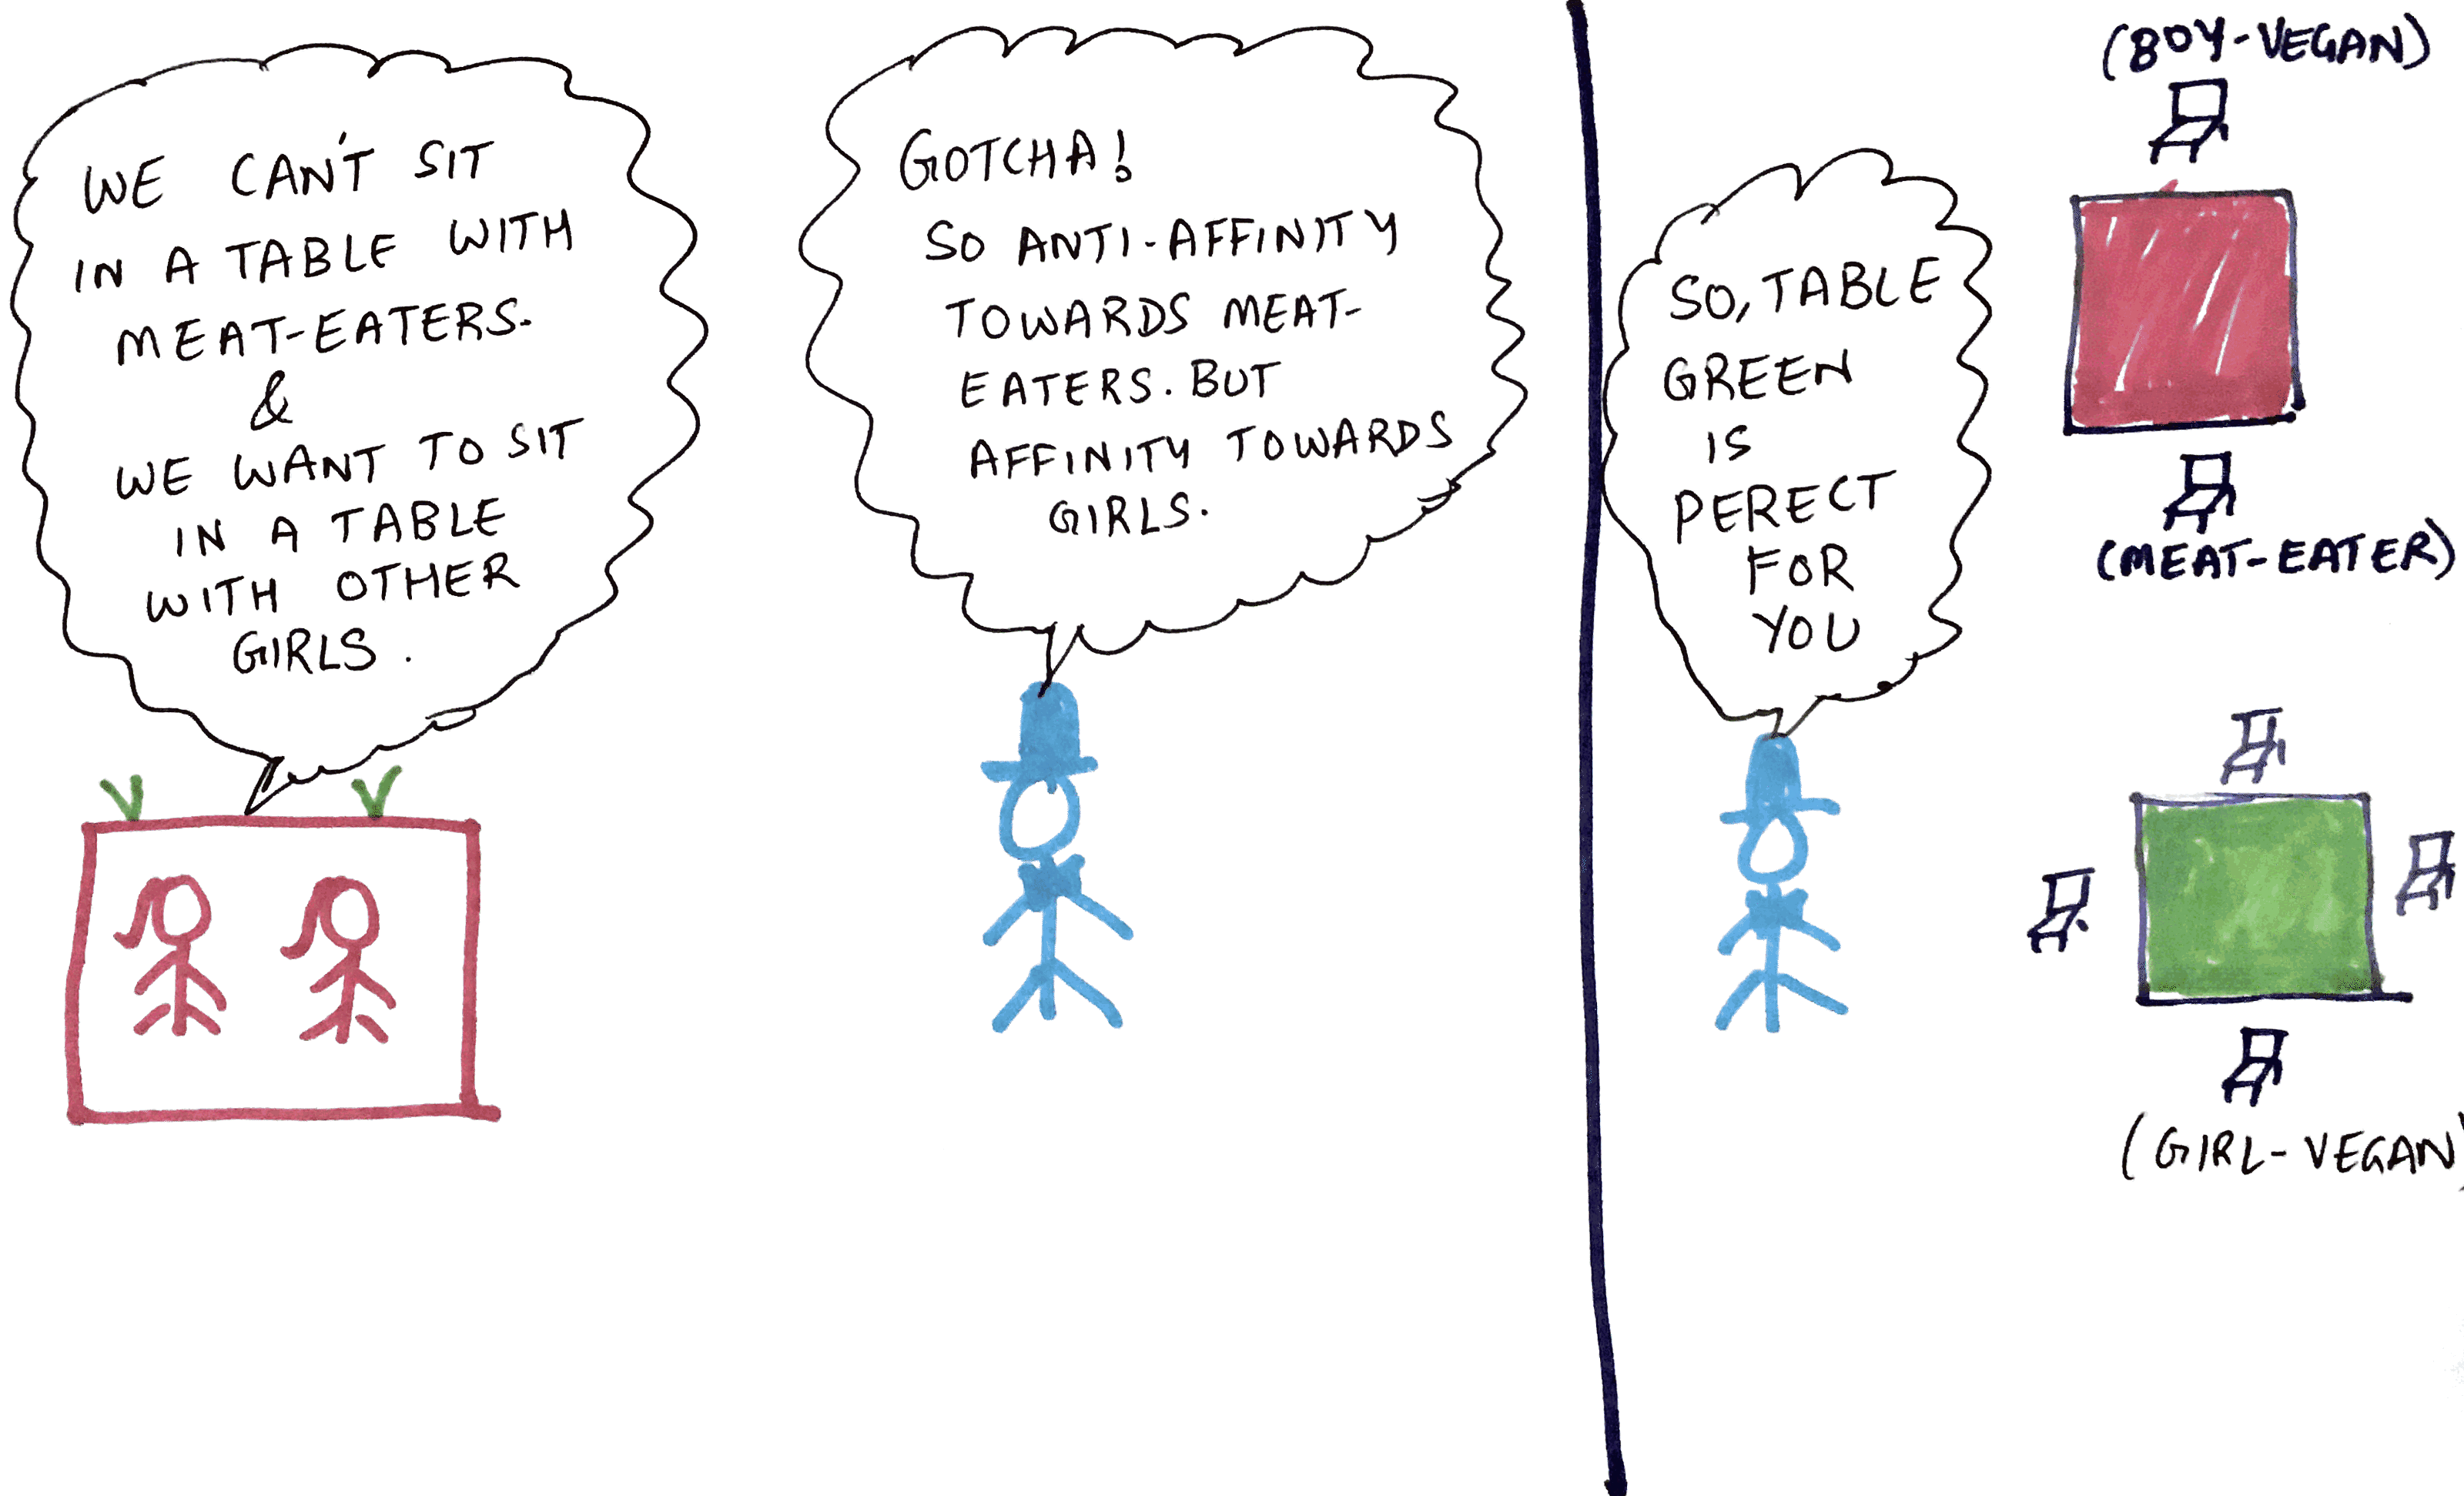 WE CAN'T SIT
IN A TABLE WITH
MEAT-EATERS.
&
WE WANT TO SIT
IN A TABLE
WITH OTHER
GIRLS.
V V
GOTCHA!
SO ANTI-AFFINITY
TOWARDS MEAT-
EATERS. BUT
AFFINITY TOWARDS
GIRLS.
SO, TABLE
GREEN
IS
PERECT
FOR
YOU
(BOY-VEGAN)
(MEAT-EATER)
(GIRL-VEGAN)